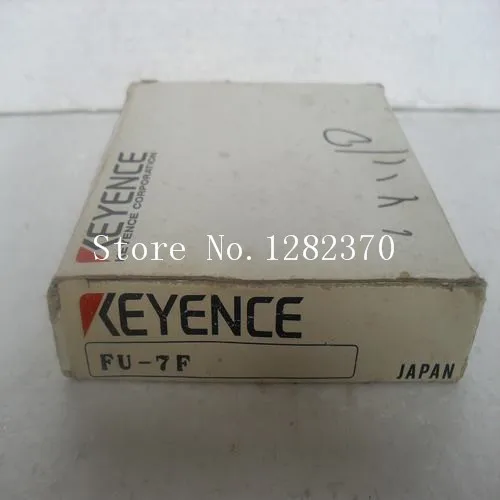 KEYENCE
KEYENCE CORPORATION
Store No. 1282370
KEYENCE
FU-7F
JAPAN